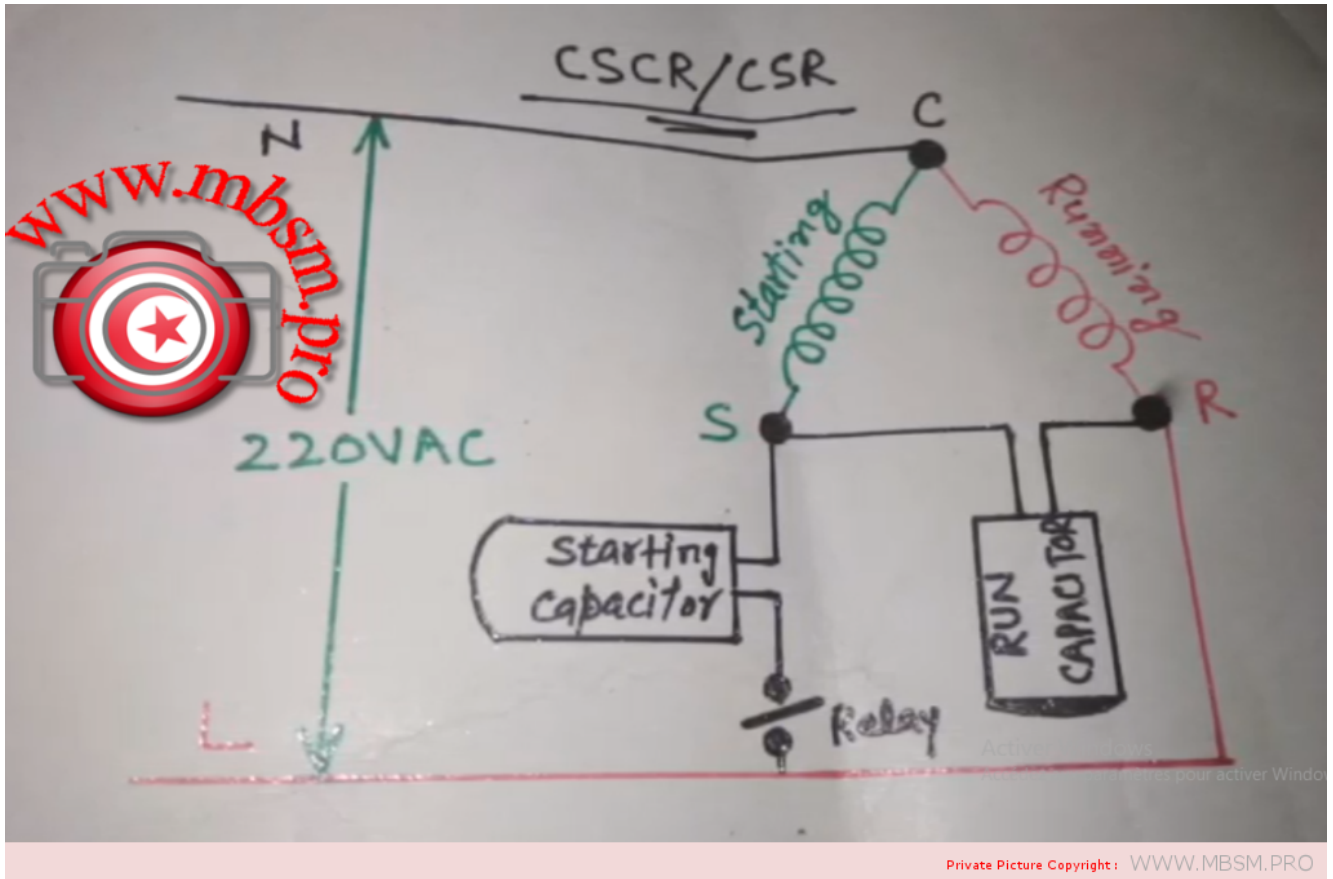 CSCR/CSR
C
N
www.mbsm.pro
Starting
Running
S
R
220VAC
Starting
Capacitor
RUN
CAPACITOR
Relay
L
Private Picture Copyright : WWW.MBSM.PRO